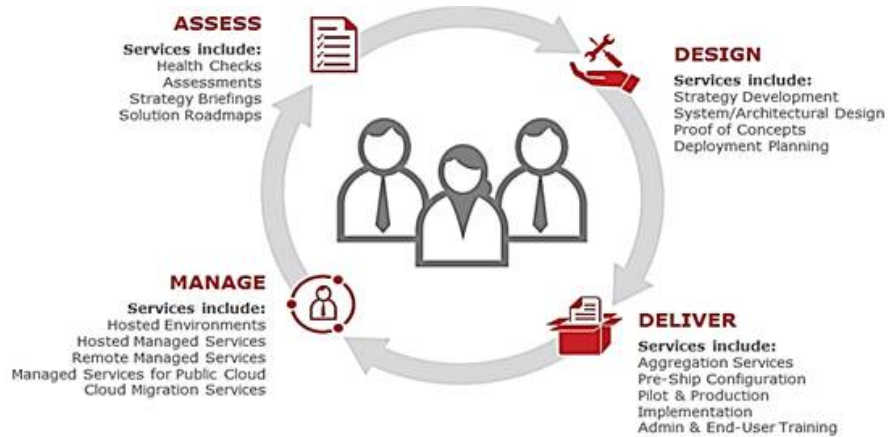 ASSESS
Services include:
Health Checks
Assessments
Strategy Briefings
Solution Roadmaps
DESIGN
Services include:
Strategy Development
System/Architectural Design
Proof of Concepts
Deployment Planning
DELIVER
Services include:
Aggregation Services
Pre-Ship Configuration
Pilot & Production
Implementation
Admin & End-User Training
MANAGE
Services include:
Hosted Environments
Hosted Managed Services
Remote Managed Services
Managed Services for Public Cloud
Cloud Migration Services